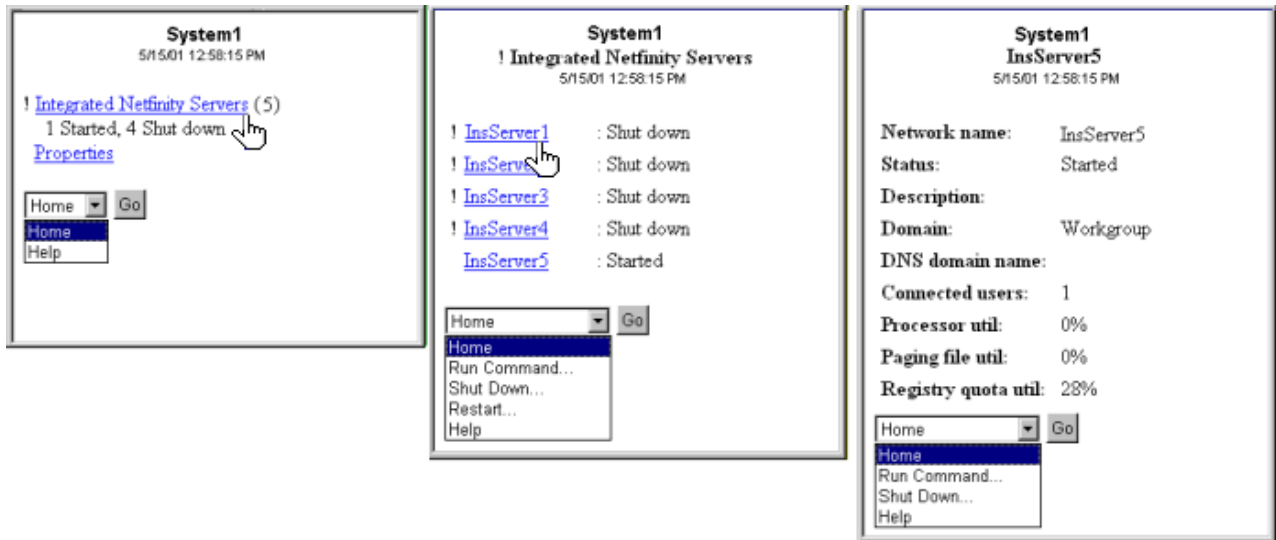 System1
5/15/01 12:58:15 PM
! Integrated Netfinity Servers (5)
1 Started, 4 Shut down
Properties
Home Go
Home
Help
System1
! Integrated Netfinity Servers
5/15/01 12:58:15 PM
! InsServer1 : Shut down
! InsServe : Shut down
! InsServer3 : Shut down
! InsServer4 : Shut down
InsServer5 : Started
Home Go
Home
Run Command...
Shut Down...
Restart...
Help
System1
InsServer5
5/15/01 12:58:15 PM
Network name: InsServer5
Status: Started
Description:
Domain: Workgroup
DNS domain name:
Connected users: 1
Processor util: 0%
Paging file util: 0%
Registry quota util: 28%
Home Go
Home
Run Command...
Shut Down...
Help